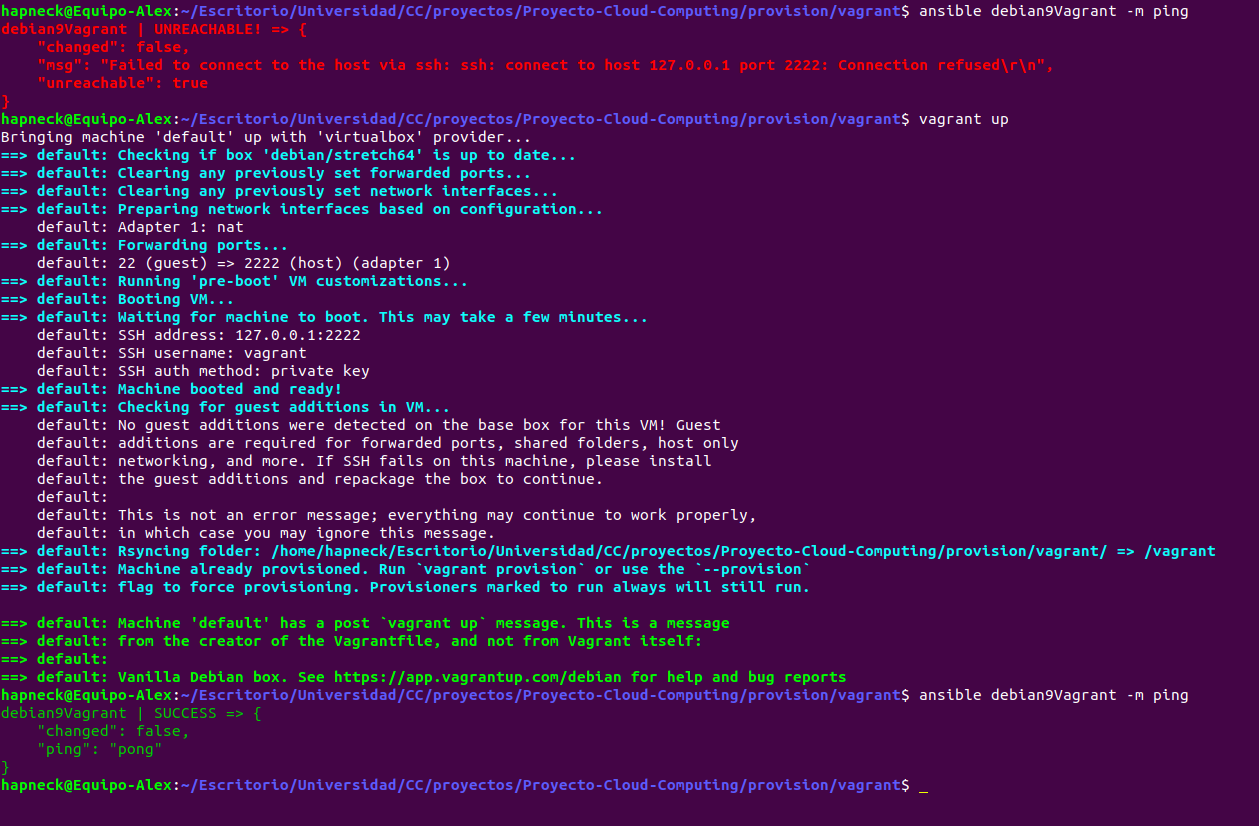 hapneck@Equipo-Alex:~/Escritorio/Universidad/CC/proyectos/Proyecto-Cloud-Computing/provision/vagrant$ ansible debian9Vagrant -m ping
debian9Vagrant | UNREACHABLE! => {
    "changed": false,
    "msg": "Failed to connect to the host via ssh: ssh: connect to host 127.0.0.1 port 2222: Connection refused\r\n",
    "unreachable": true
}
hapneck@Equipo-Alex:~/Escritorio/Universidad/CC/proyectos/Proyecto-Cloud-Computing/provision/vagrant$ vagrant up
Bringing machine 'default' up with 'virtualbox' provider...
==> default: Checking if box 'debian/stretch64' is up to date...
==> default: Clearing any previously set forwarded ports...
==> default: Clearing any previously set network interfaces...
==> default: Preparing network interfaces based on configuration...
    default: Adapter 1: nat
==> default: Forwarding ports...
    default: 22 (guest) => 2222 (host) (adapter 1)
==> default: Running 'pre-boot' VM customizations...
==> default: Booting VM...
==> default: Waiting for machine to boot. This may take a few minutes...
    default: SSH address: 127.0.0.1:2222
    default: SSH username: vagrant
    default: SSH auth method: private key
==> default: Machine booted and ready!
==> default: Checking for guest additions in VM...
    default: No guest additions were detected on the base box for this VM! Guest
    default: additions are required for forwarded ports, shared folders, host only
    default: networking, and more. If SSH fails on this machine, please install
    default: the guest additions and repackage the box to continue.
    default:
    default: This is not an error message; everything may continue to work properly,
    default: in which case you may ignore this message.
==> default: Rsyncing folder: /home/hapneck/Escritorio/Universidad/CC/proyectos/Proyecto-Cloud-Computing/provision/vagrant/ => /vagrant
==> default: Machine already provisioned. Run `vagrant provision` or use the `--provision`
==> default: flag to force provisioning. Provisioners marked to run always will still run.

==> default: Machine 'default' has a post `vagrant up` message. This is a message
==> default: from the creator of the Vagrantfile, and not from Vagrant itself:
==> default:
==> default: Vanilla Debian box. See https://app.vagrantup.com/debian for help and bug reports
hapneck@Equipo-Alex:~/Escritorio/Universidad/CC/proyectos/Proyecto-Cloud-Computing/provision/vagrant$ ansible debian9Vagrant -m ping
debian9Vagrant | SUCCESS => {
    "changed": false,
    "ping": "pong"
}
hapneck@Equipo-Alex:~/Escritorio/Universidad/CC/proyectos/Proyecto-Cloud-Computing/provision/vagrant$ _